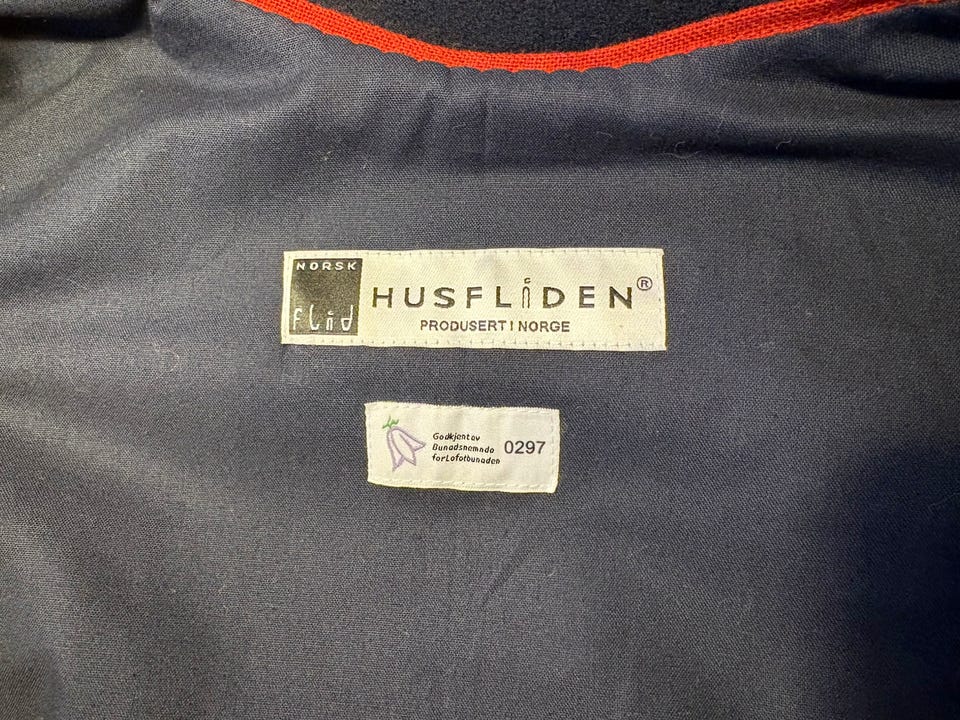 NORSK
flid
HUSFLiDEN®
PRODUSERT I NORGE
Godkjent av
Bunadsnemnda
for Lofotbunaden
0297